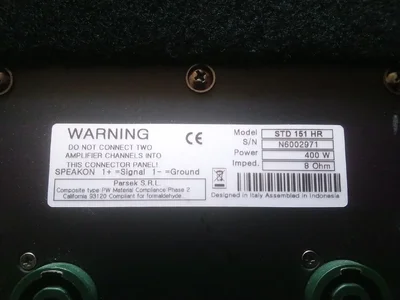 WARNING
DO NOT CONNECT TWO
AMPLIFIER CHANNELS INTO
THIS CONNECTOR PANEL!
SPEAKON 1+ =Signal 1- =Ground
Parsek S.R.L.
Composite type PW Material Compliance Phase 2
California 93120 Compliant for formaldehyde
CE
Model STD 151 HR
S/N N6002971
Power 400 W
Imped. 8 Ohm
Designed in Italy Assembled in Indonesia